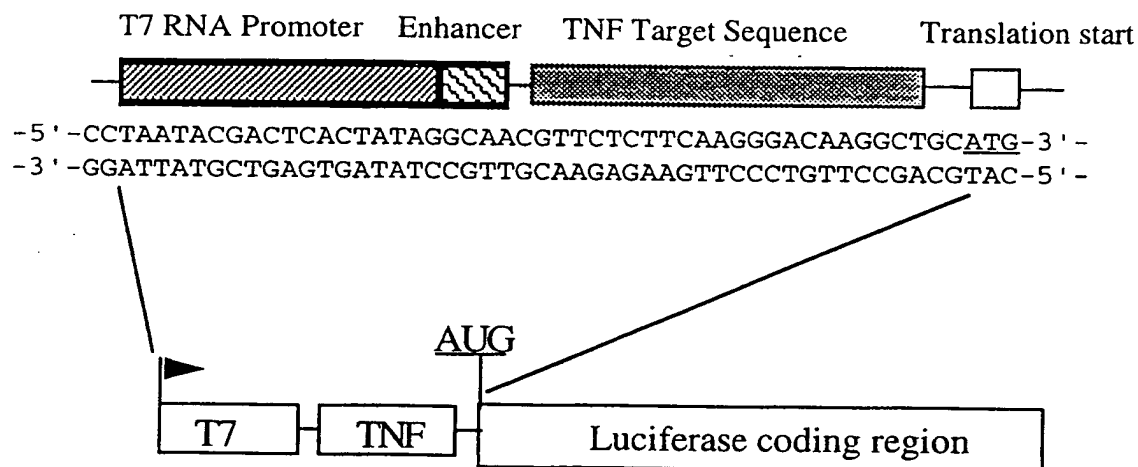 T7 RNA Promoter Enhancer TNF Target Sequence Translation start
-5'-CCTAATACGACTCACTATAGGCAACGTTCTCTTCAAGGGACAAGGCTGCATG-3'-
-3'-GGATTATGCTGAGTGATATCCGTTGCAAGAGAAGTTCCCTGTTCCGACGTAC-5'-
AUG
T7 TNF Luciferase coding region